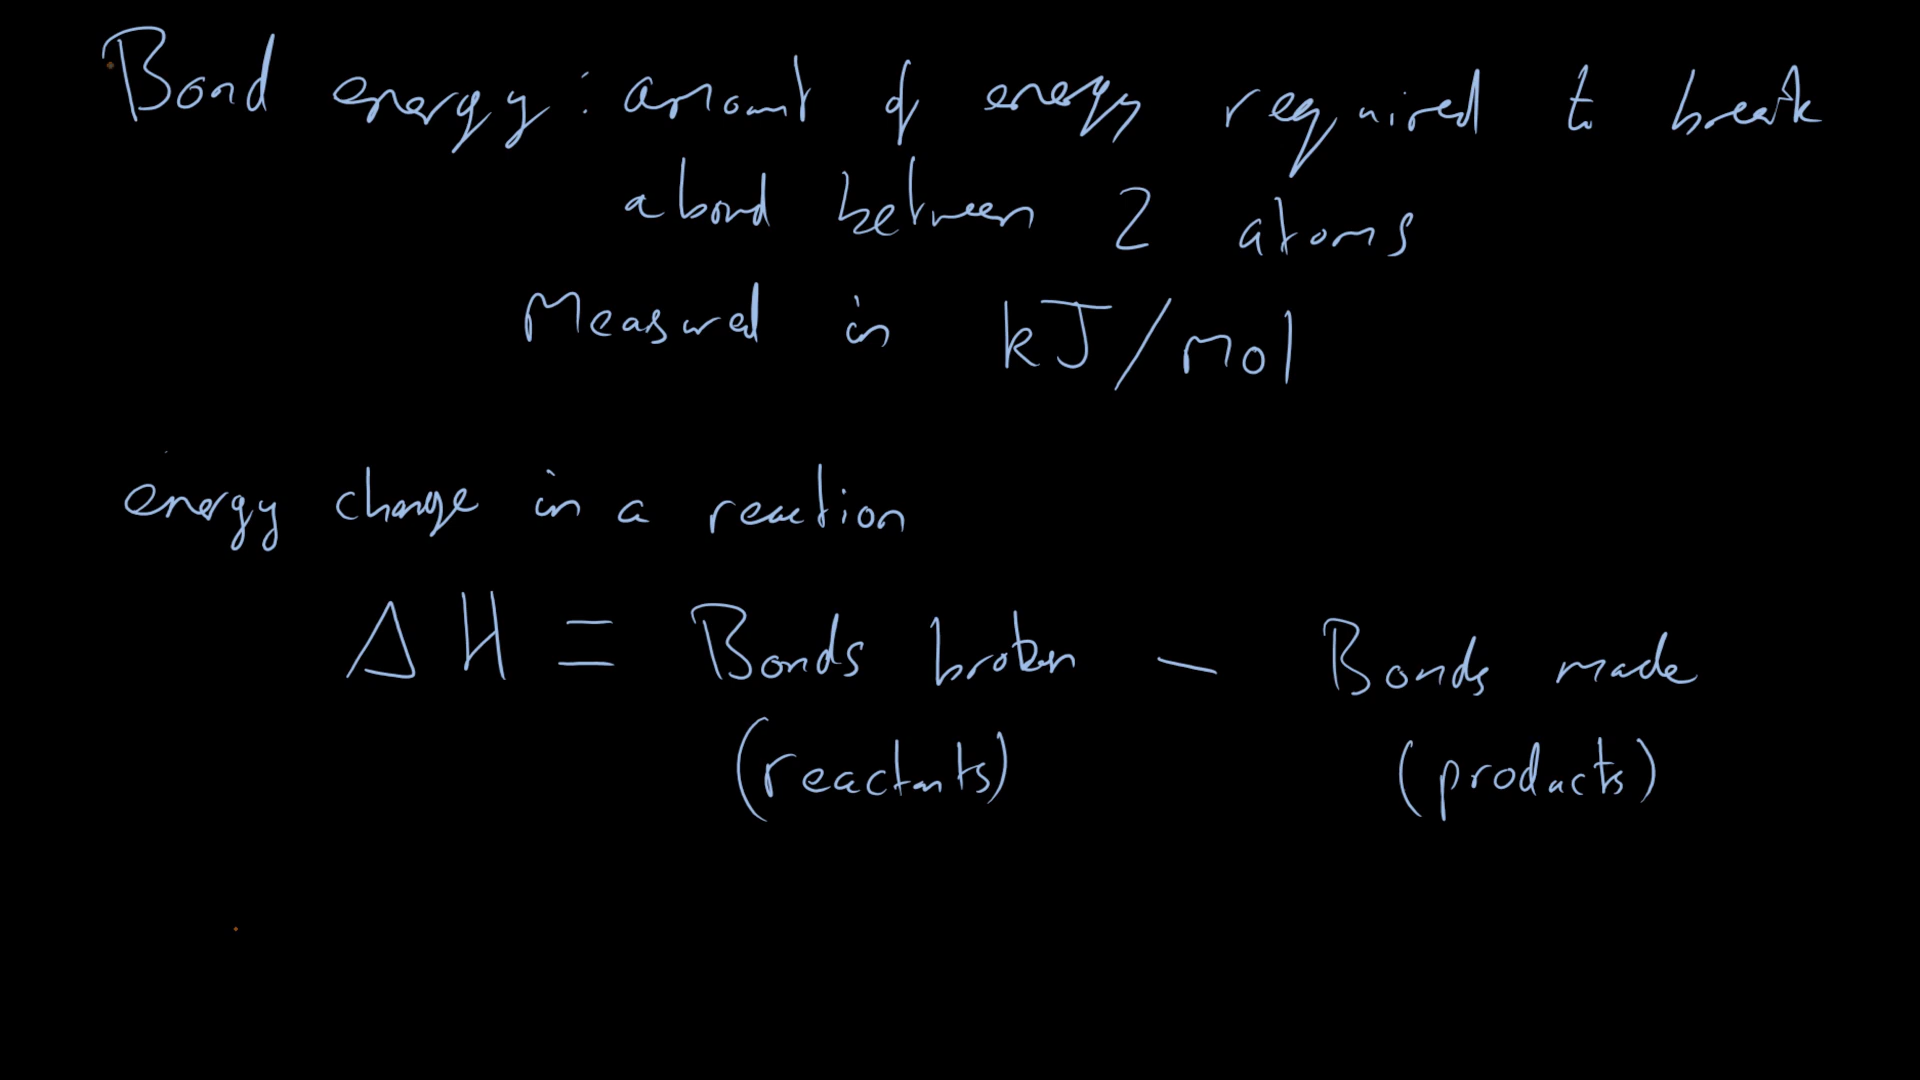 Bond energy: amount of energy required to break
a bond between 2 atoms
Measured in kJ/mol
energy change in a reaction
ΔH = Bonds broken - Bonds made
(reactants) (products)